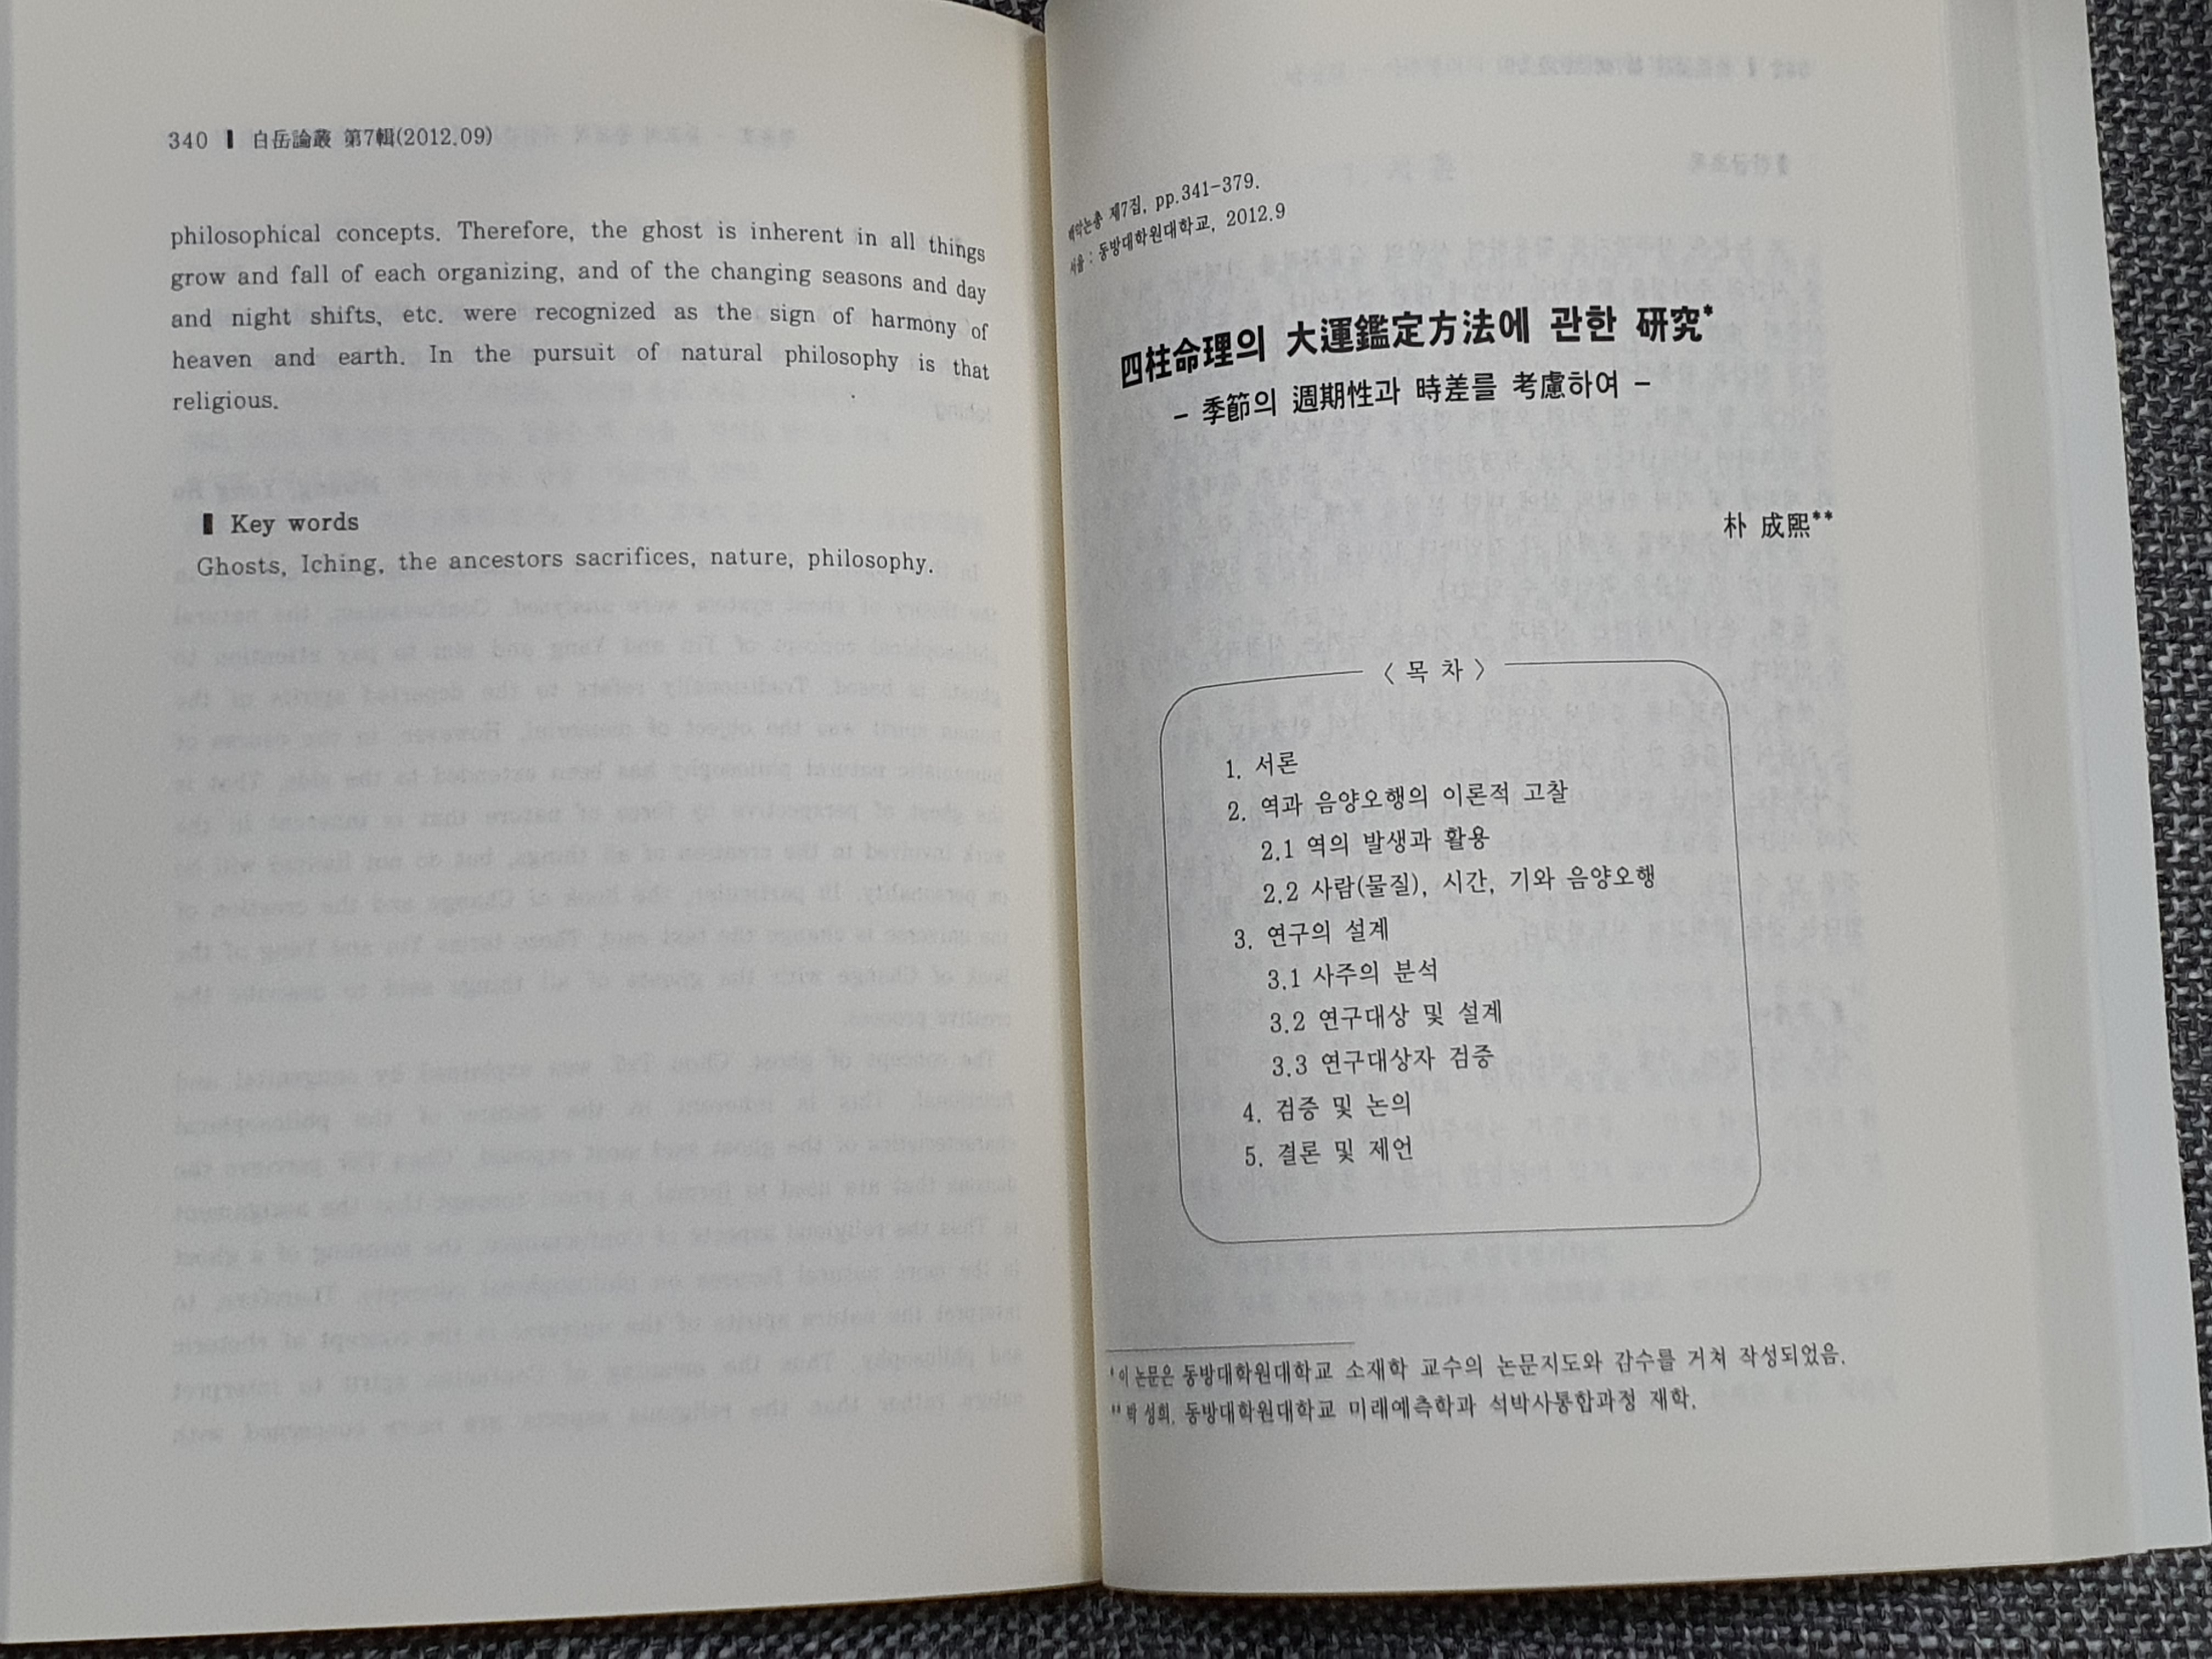 340 ▌ 白岳論叢 第7輯(2012.09)
philosophical concepts. Therefore, the ghost is inherent in all things
grow and fall of each organizing, and of the changing seasons and day
and night shifts, etc. were recognized as the sign of harmony of
heaven and earth. In the pursuit of natural philosophy is that
religious.
▌ Key words
Ghosts, Iching, the ancestors sacrifices, nature, philosophy.
백악논총 제7집, pp.341-379.
서울 : 동방대학원대학교, 2012.9
四柱命理의 大運鑑定方法에 관한 研究*
- 季節의 週期性과 時差를 考慮하여 -
朴 成熙**
〈 목 차 〉
1. 서론
2. 역과 음양오행의 이론적 고찰
2.1 역의 발생과 활용
2.2 사람(물질), 시간, 기와 음양오행
3. 연구의 설계
3.1 사주의 분석
3.2 연구대상 및 설계
3.3 연구대상자 검증
4. 검증 및 논의
5. 결론 및 제언
* 이 논문은 동방대학원대학교 소재학 교수의 논문지도와 감수를 거쳐 작성되었음.
** 박성희, 동방대학원대학교 미래예측학과 석박사통합과정 재학.